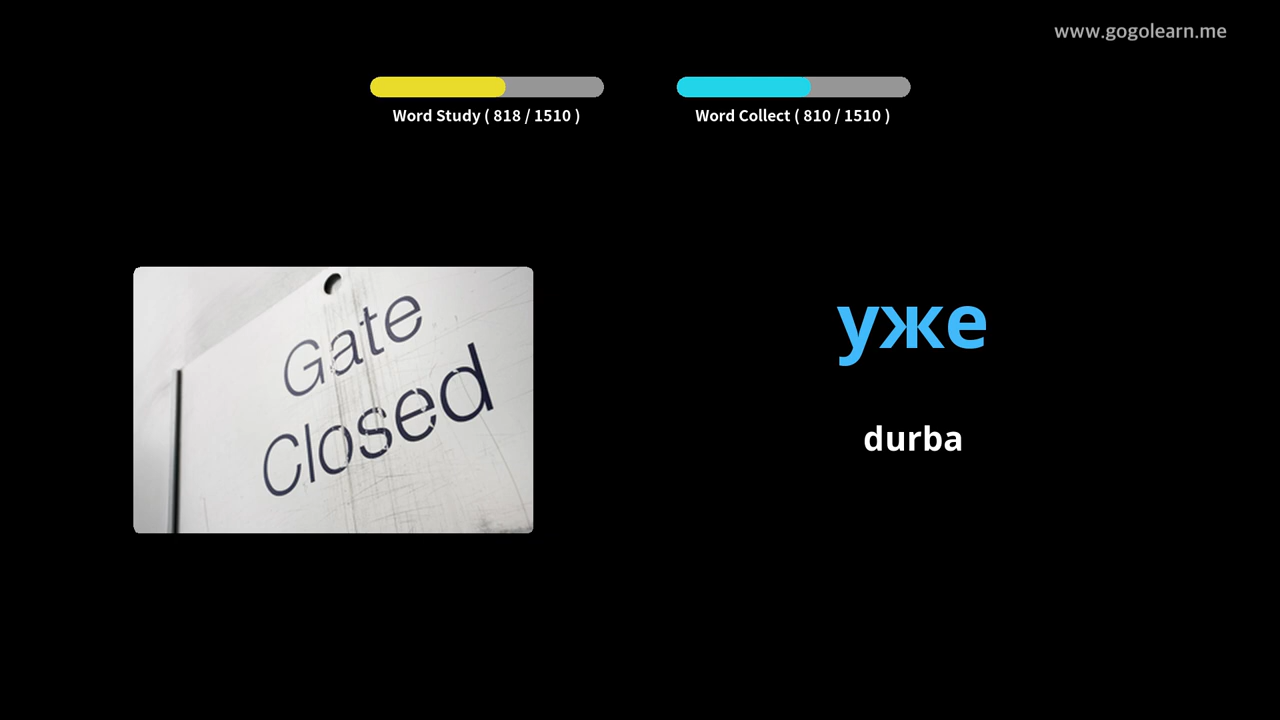 www.gogolearn.me
Word Study ( 818 / 1510 )
Word Collect ( 810 / 1510 )
Gate
Closed
уже
durba